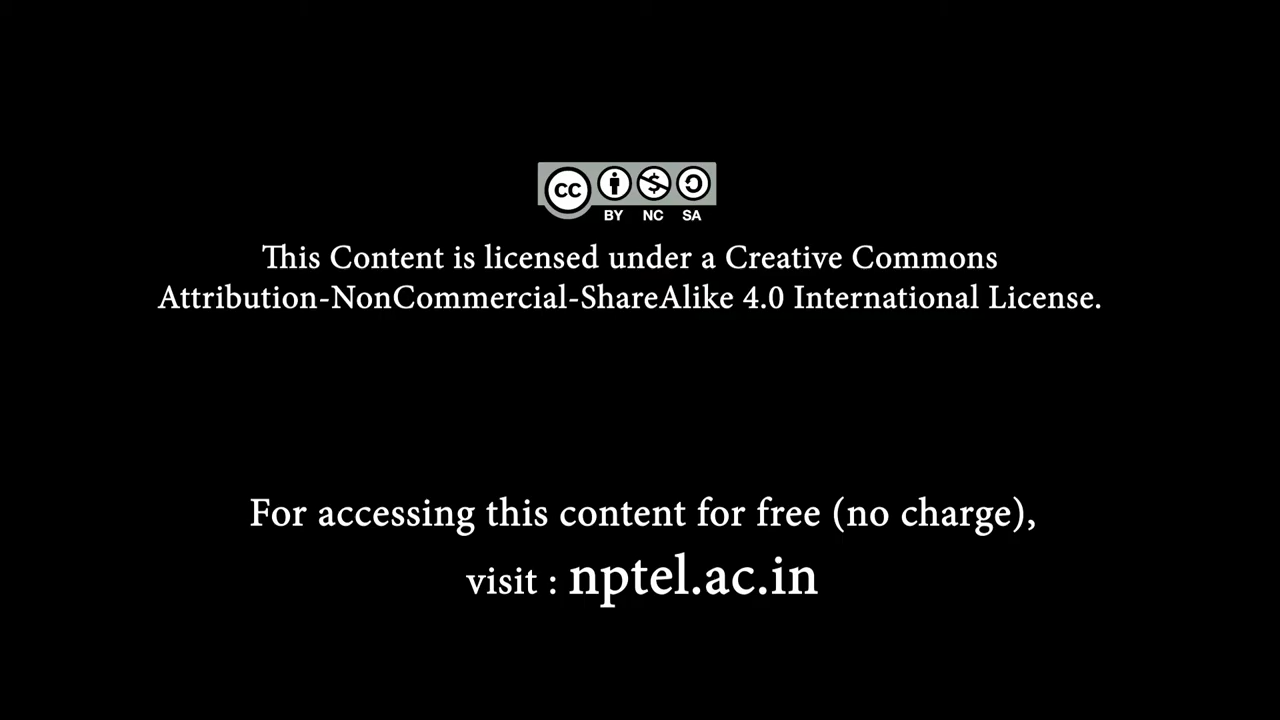 cc
BY NC SA
This Content is licensed under a Creative Commons
Attribution-NonCommercial-ShareAlike 4.0 International License.
For accessing this content for free (no charge),
visit : nptel.ac.in